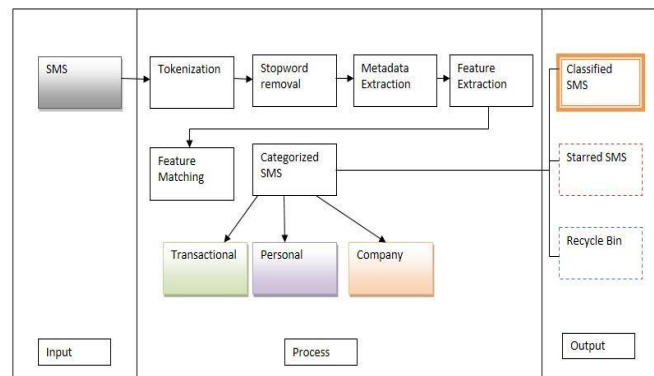 SMS
Tokenization
Stopword
removal
Metadata
Extraction
Feature
Extraction
Classified
SMS
Feature
Matching
Categorized
SMS
Starred SMS
Transactional
Personal
Company
Recycle Bin
Input
Process
Output